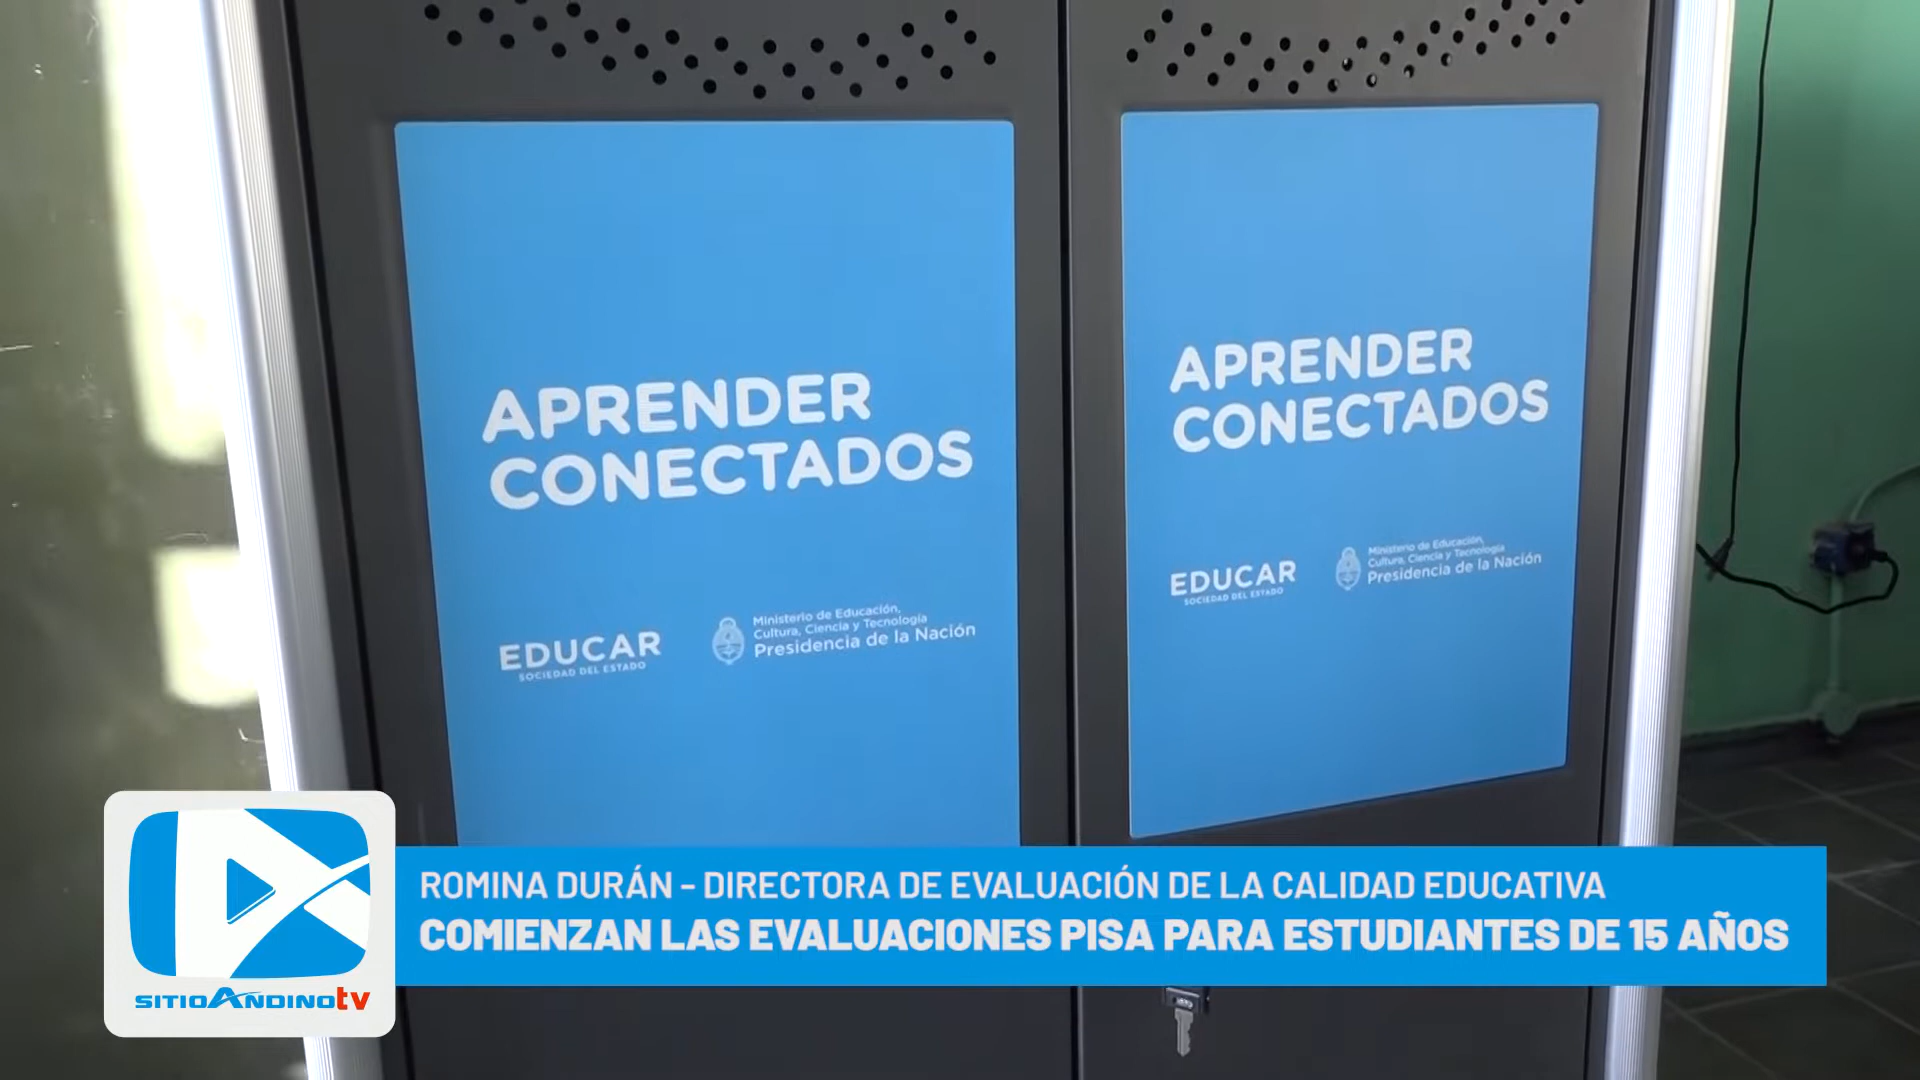 APRENDER
CONECTADOS
EDUCAR
SOCIEDAD DEL ESTADO
Ministerio de Educación,
Cultura, Ciencia y Tecnología
Presidencia de la Nación
APRENDER
CONECTADOS
EDUCAR
SOCIEDAD DEL ESTADO
Ministerio de Educación,
Cultura, Ciencia y Tecnología
Presidencia de la Nación
ROMINA DURÁN - DIRECTORA DE EVALUACIÓN DE LA CALIDAD EDUCATIVA
COMIENZAN LAS EVALUACIONES PISA PARA ESTUDIANTES DE 15 AÑOS
SITIOANDINOtv